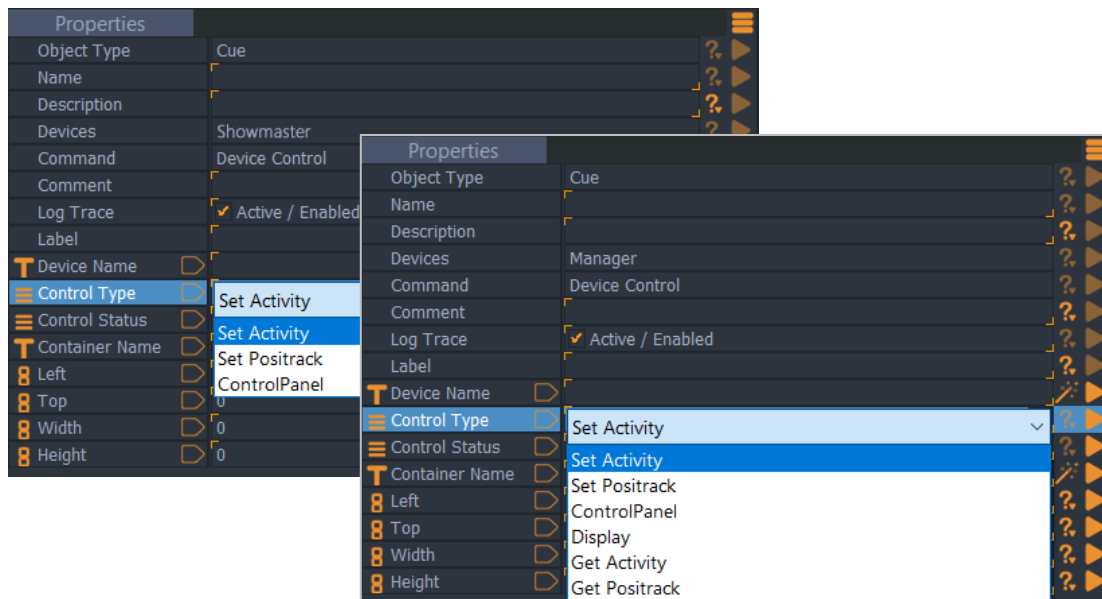 Properties
Object Type Cue
Name
Description
Devices Showmaster
Command Device Control
Comment
Log Trace Active / Enabled
Label
Device Name
Control Type Set Activity
Control Status Set Activity
Container Name Set Positrack
Left ControlPanel
Top 0
Width 0
Height 0
Properties
Object Type Cue
Name
Description
Devices Manager
Command Device Control
Comment
Log Trace Active / Enabled
Label
Device Name
Control Type Set Activity
Control Status Set Activity
Container Name Set Positrack
Left ControlPanel
Top Display
Width Get Activity
Height Get Positrack